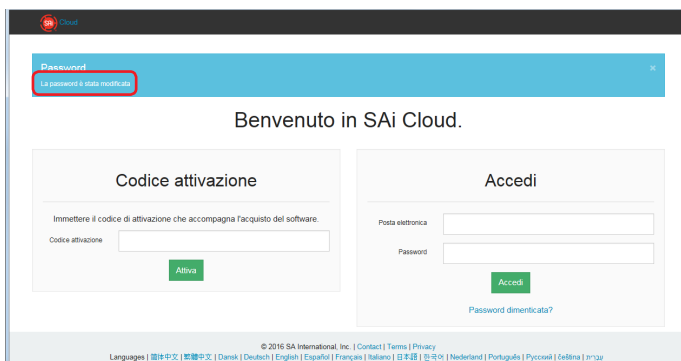 SAi Cloud
Password ×
La password è stata modificata
Benvenuto in SAi Cloud.
Codice attivazione
Immettere il codice di attivazione che accompagna l'acquisto del software.
Codice attivazione
Attiva
Accedi
Posta elettronica
Password
Accedi
Password dimenticata?
© 2016 SA International, Inc. | Contact | Terms | Privacy
Languages | 简体中文 | 繁體中文 | Dansk | Deutsch | English | Español | Français | Italiano | 日本語 | 한국어 | Nederland | Português | Русский | čeština | עברית